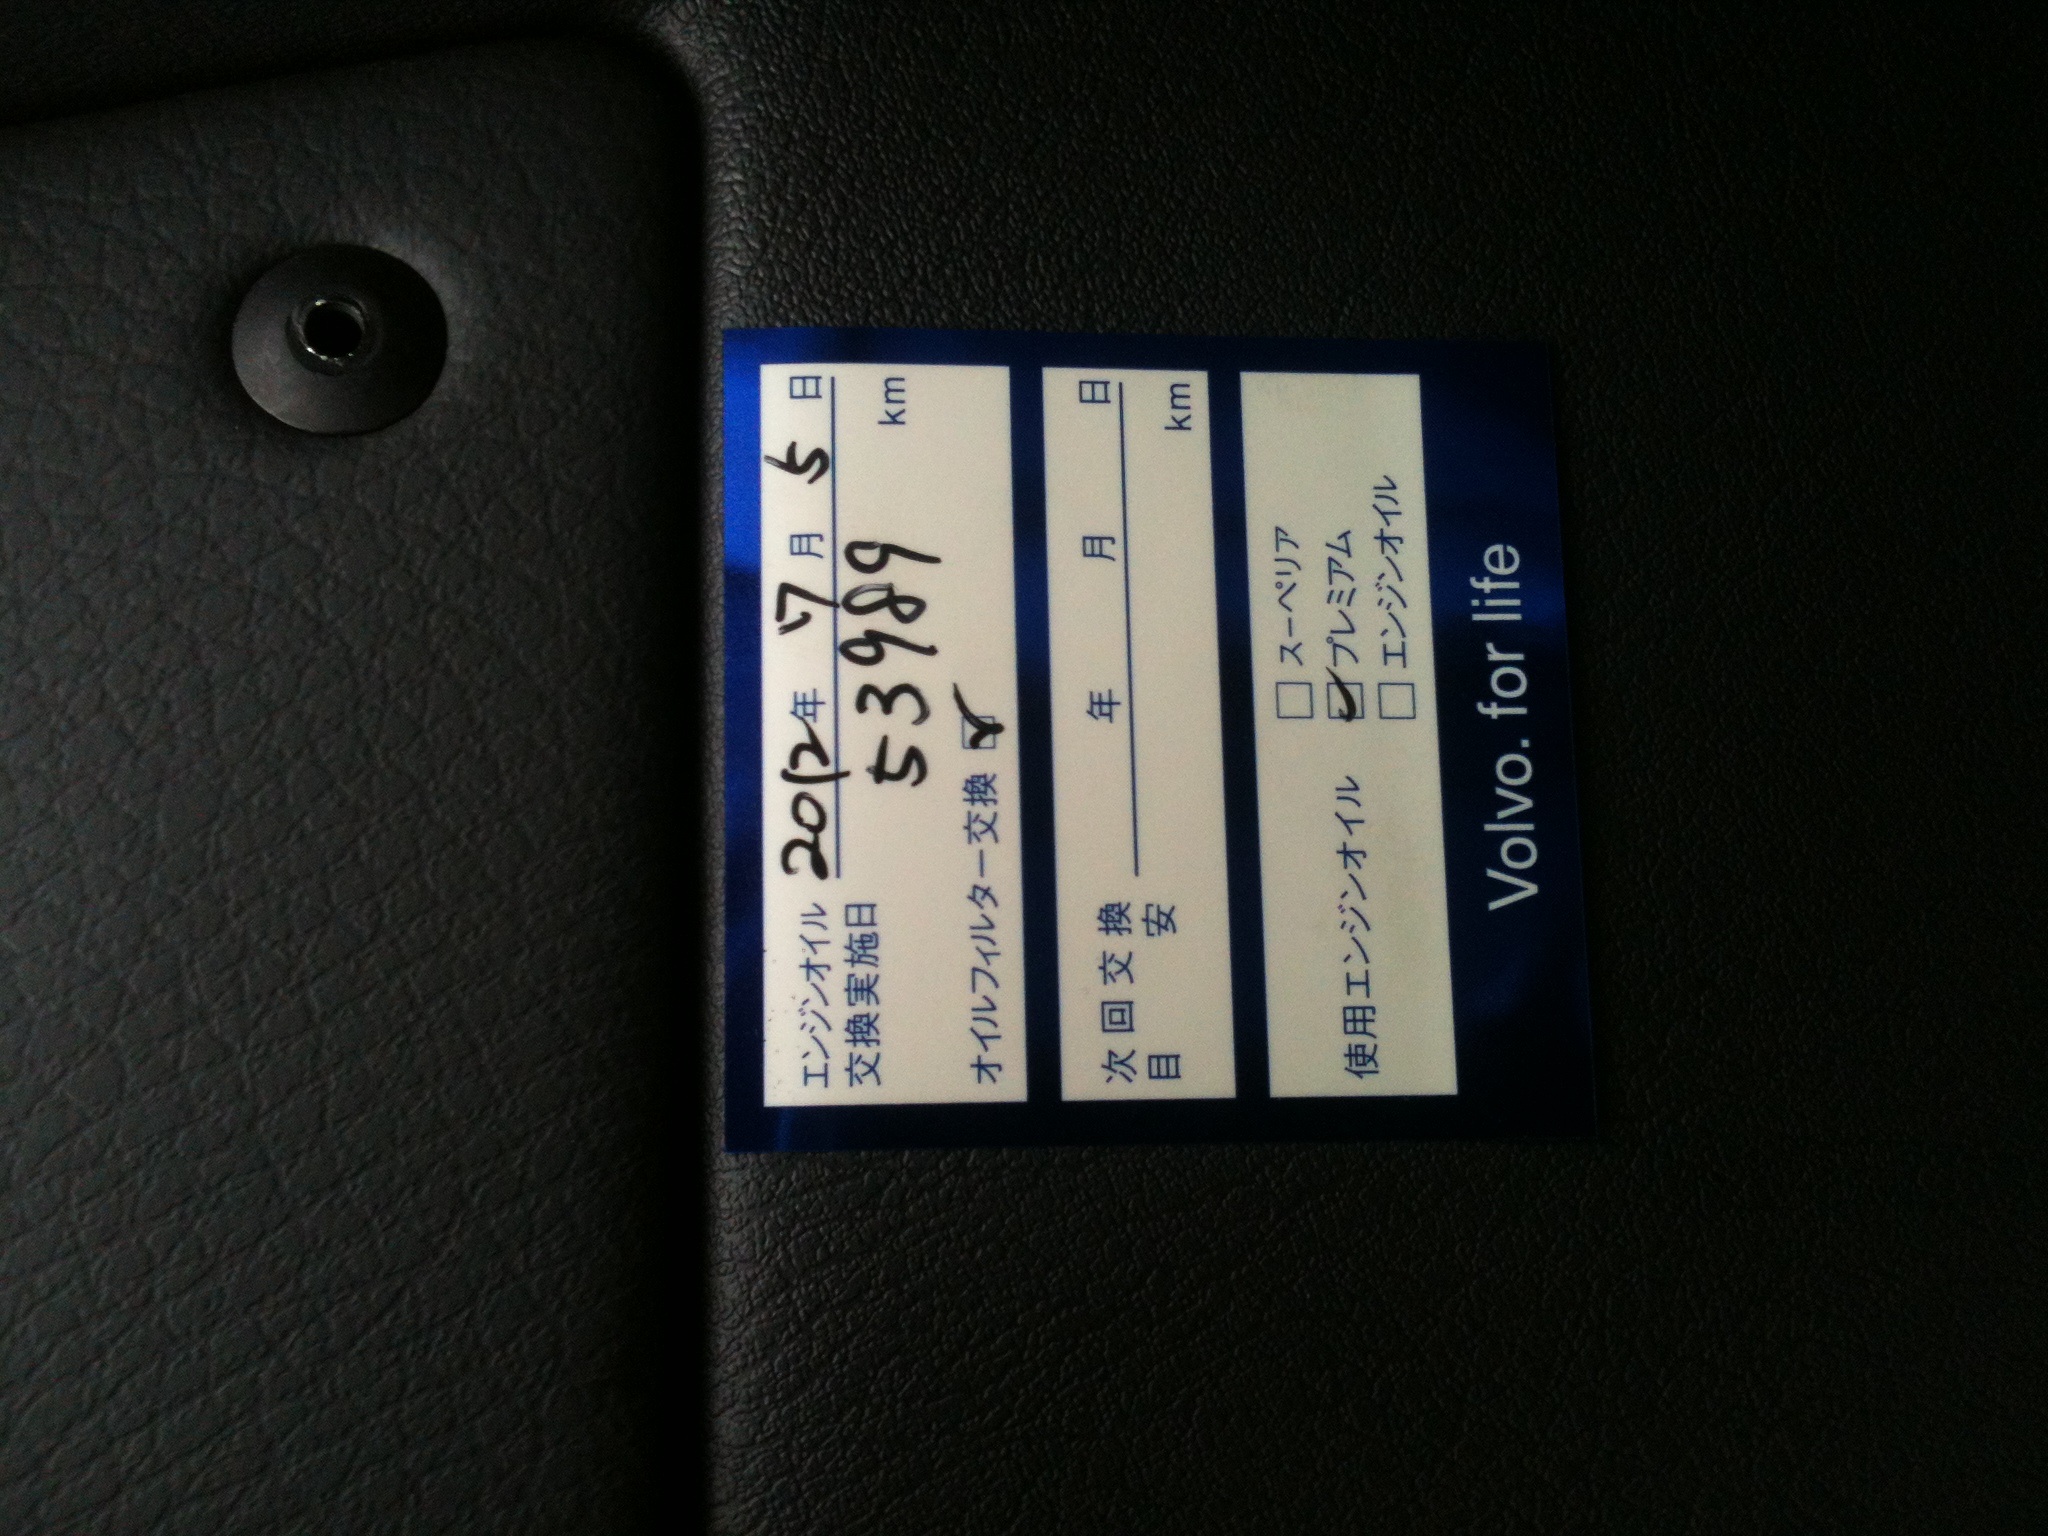 エンジンオイル 2012年 7月 5日
交換実施日 53989 km
オイルフィルター交換 ☑
次回交換 年 月 日
目安 km
□ スーペリア
使用エンジンオイル ☑ プレミアム
□ エンジンオイル
Volvo. for life